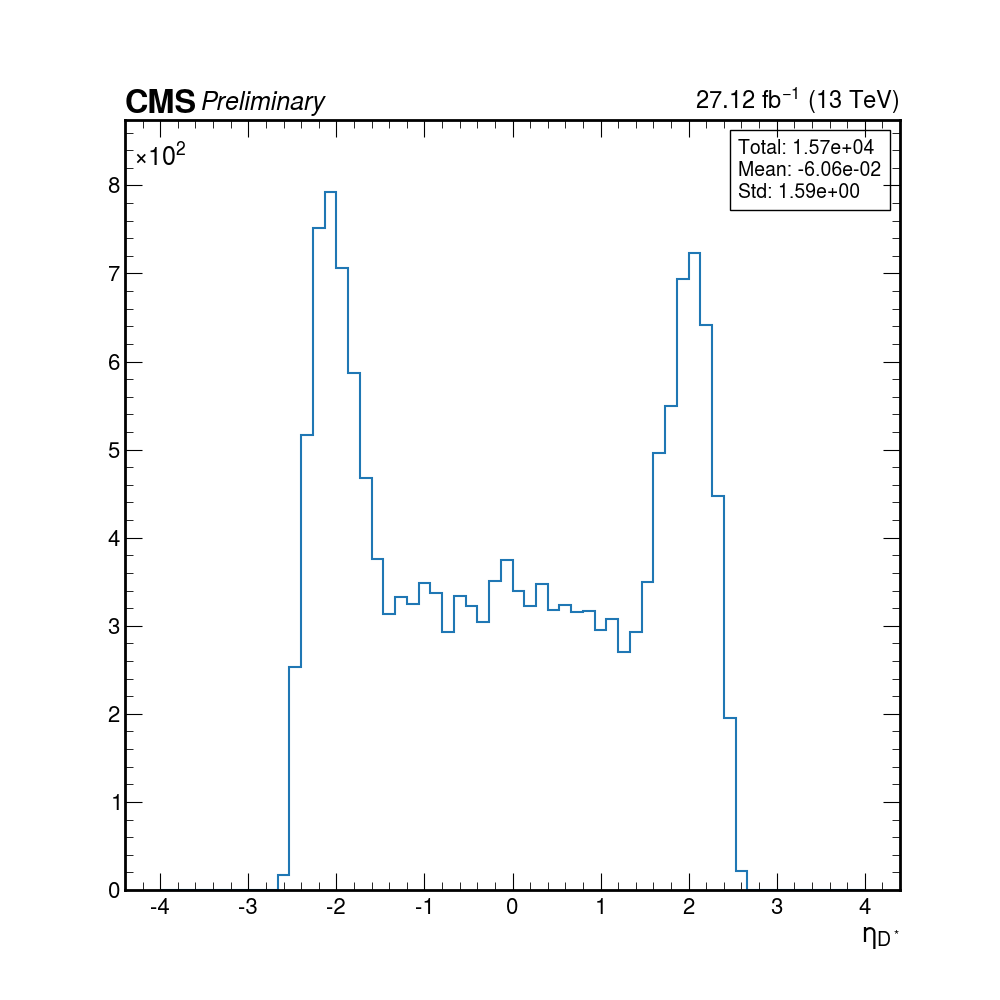 CMS Preliminary 27.12 fb⁻¹ (13 TeV)
×10²
Total: 1.57e+04
Mean: -6.06e-02
Std: 1.59e+00
8
7
6
5
4
3
2
1
0
-4 -3 -2 -1 0 1 2 3 4
η_D*